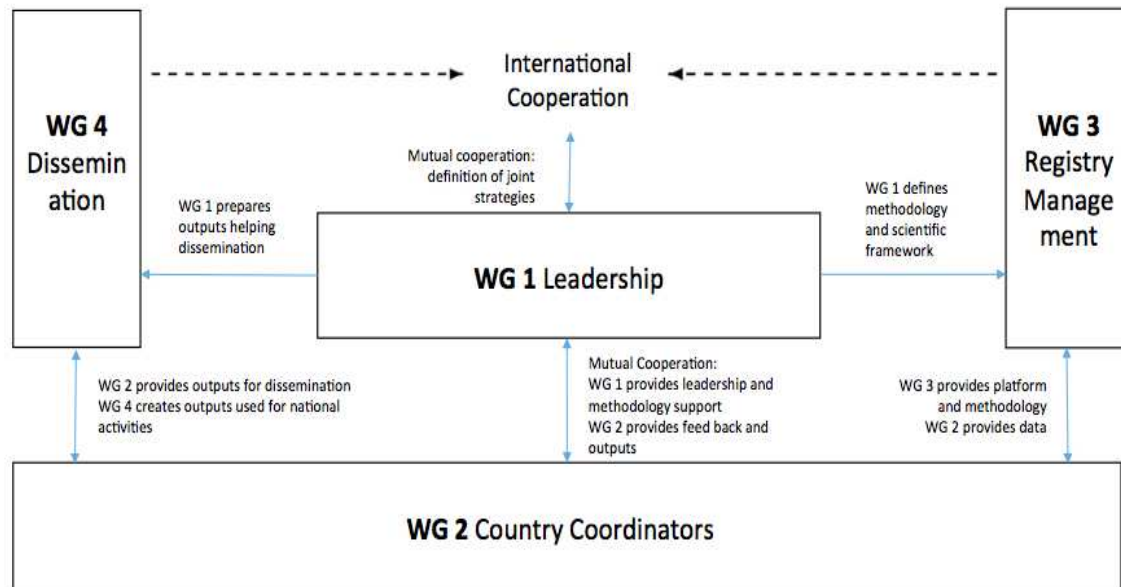 International
Cooperation
WG 4
Dissemin
ation
WG 3
Registry
Manage
ment
Mutual cooperation:
definition of joint
strategies
WG 1 prepares
outputs helping
dissemination
WG 1 defines
methodology
and scientific
framework
WG 1 Leadership
WG 2 provides outputs for dissemination
WG 4 creates outputs used for national
activities
Mutual Cooperation:
WG 1 provides leadership and
methodology support
WG 2 provides feed back and
outputs
WG 3 provides platform
and methodology
WG 2 provides data
WG 2 Country Coordinators